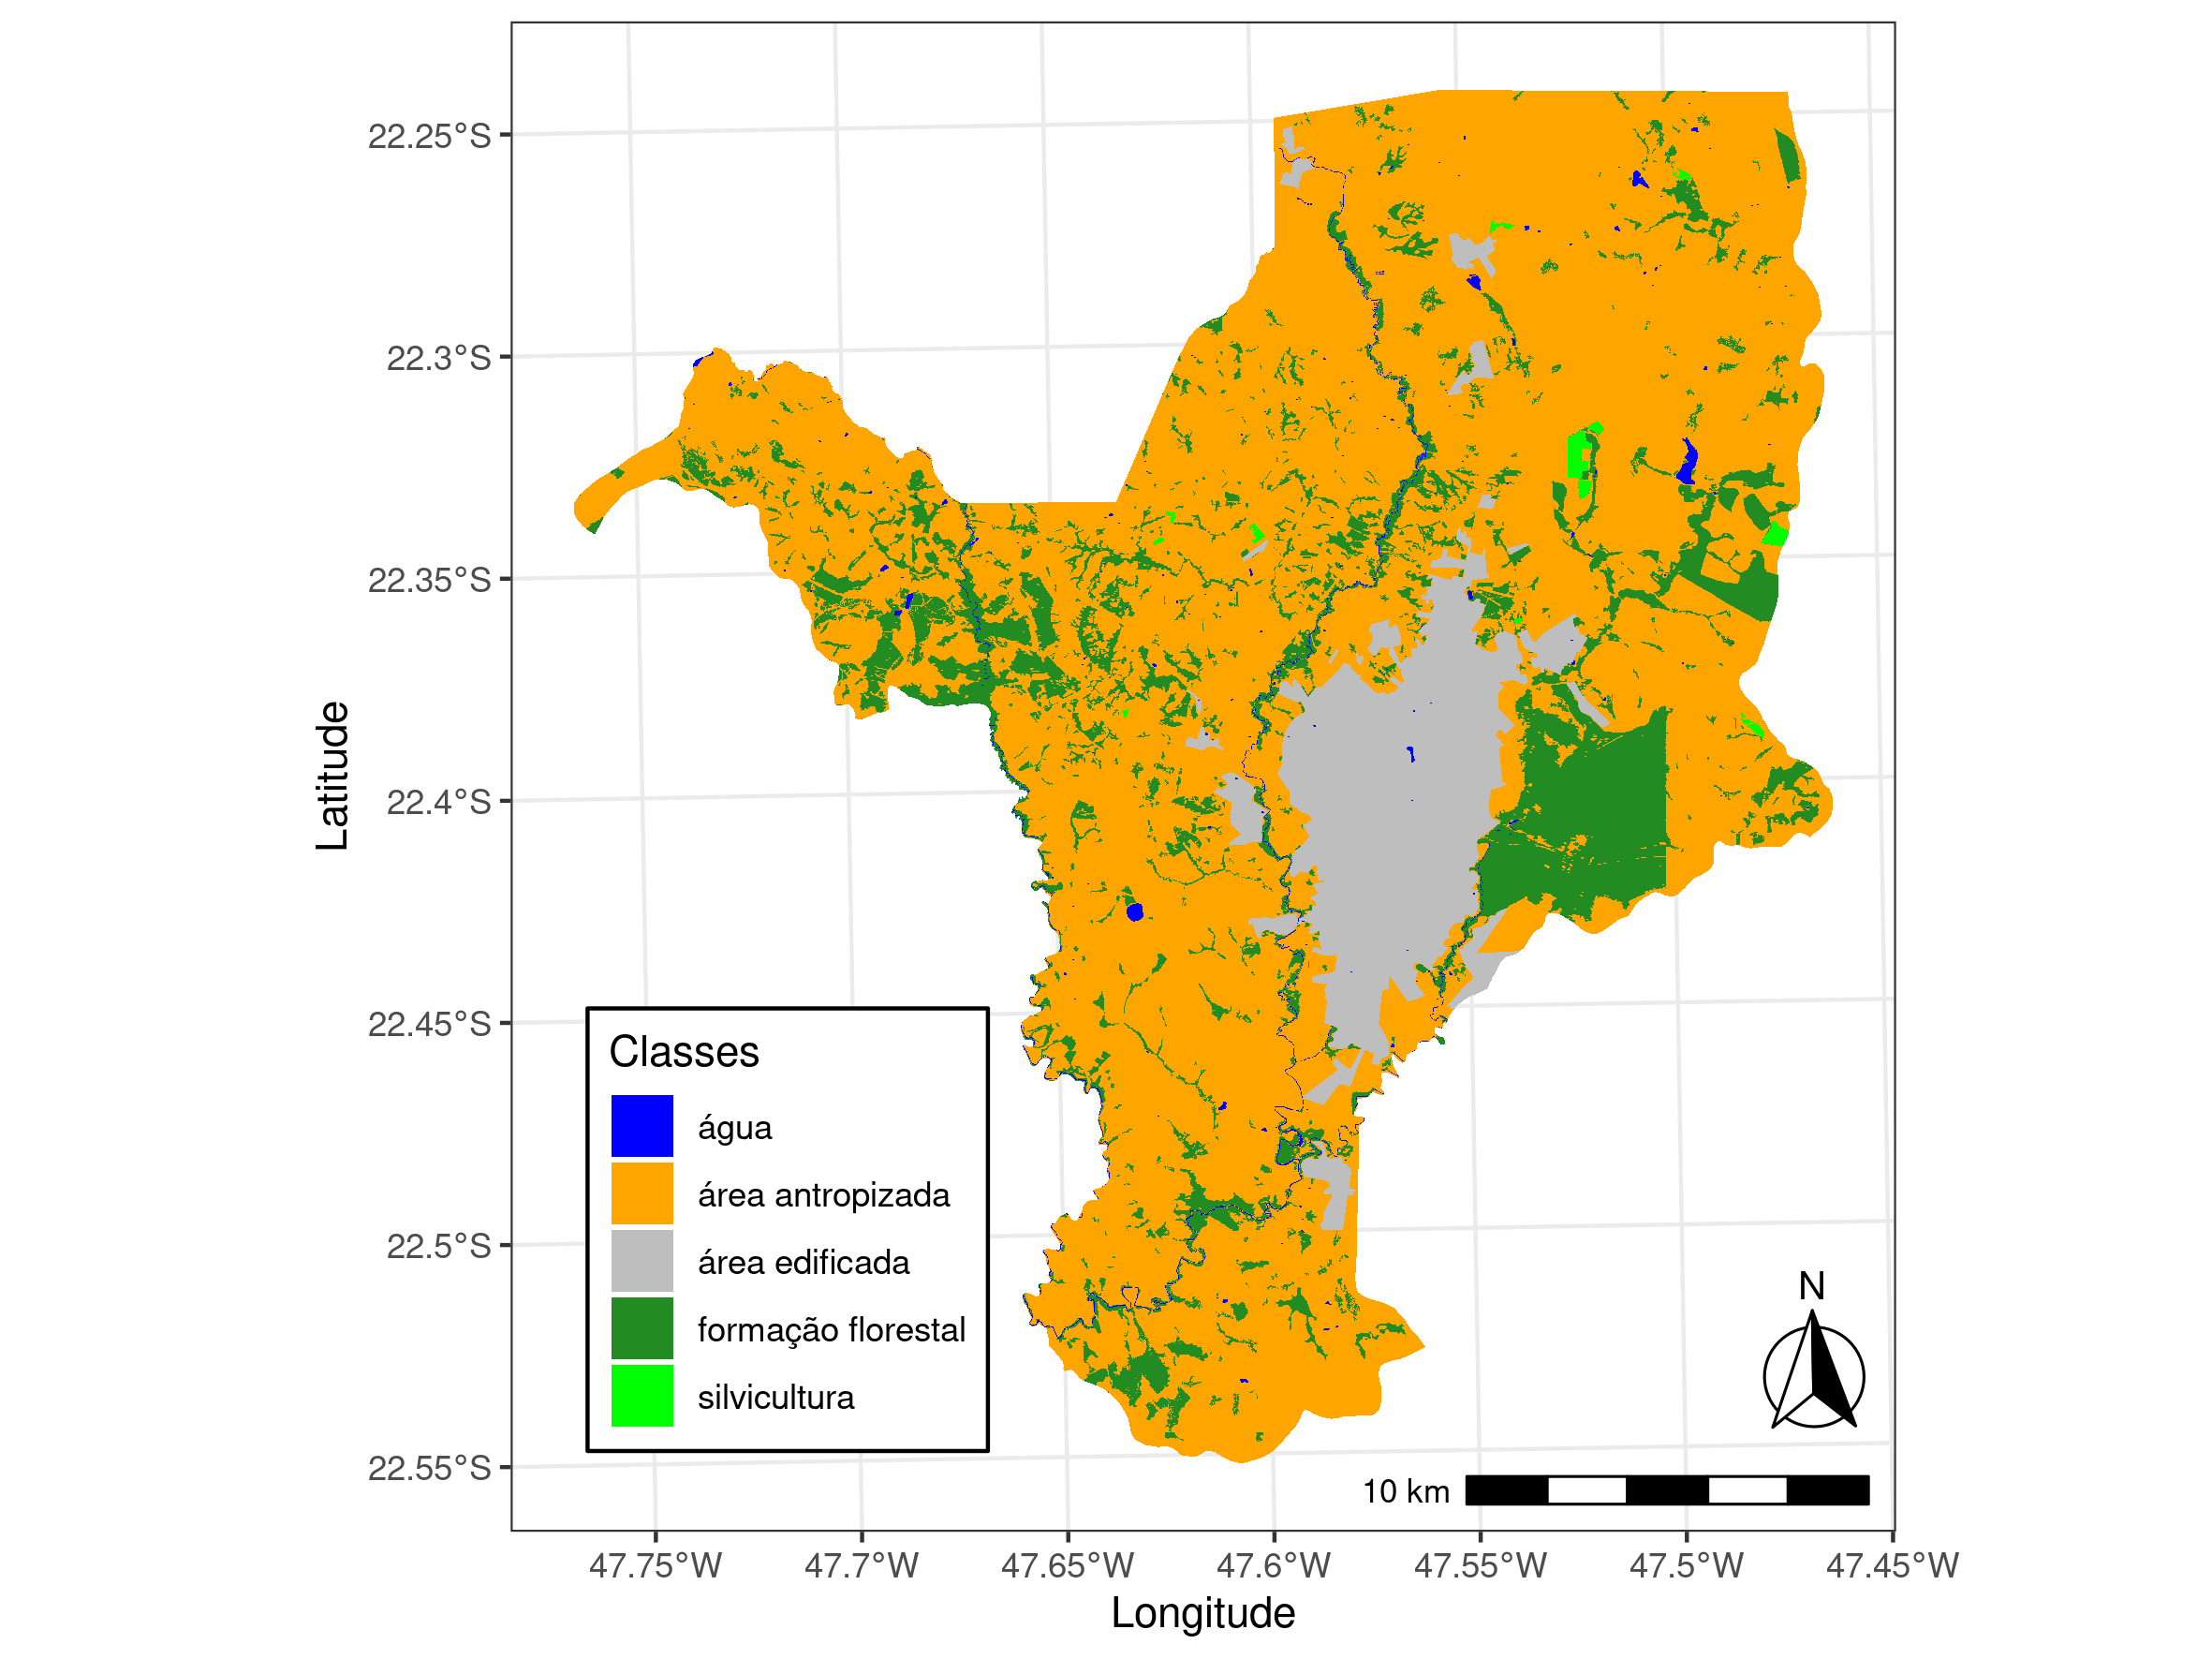 22.25°S
22.3°S
22.35°S
22.4°S
22.45°S
22.5°S
22.55°S
Latitude
Classes
água
área antropizada
área edificada
formação florestal
silvicultura
N
10 km
47.75°W 47.7°W 47.65°W 47.6°W 47.55°W 47.5°W 47.45°W
Longitude